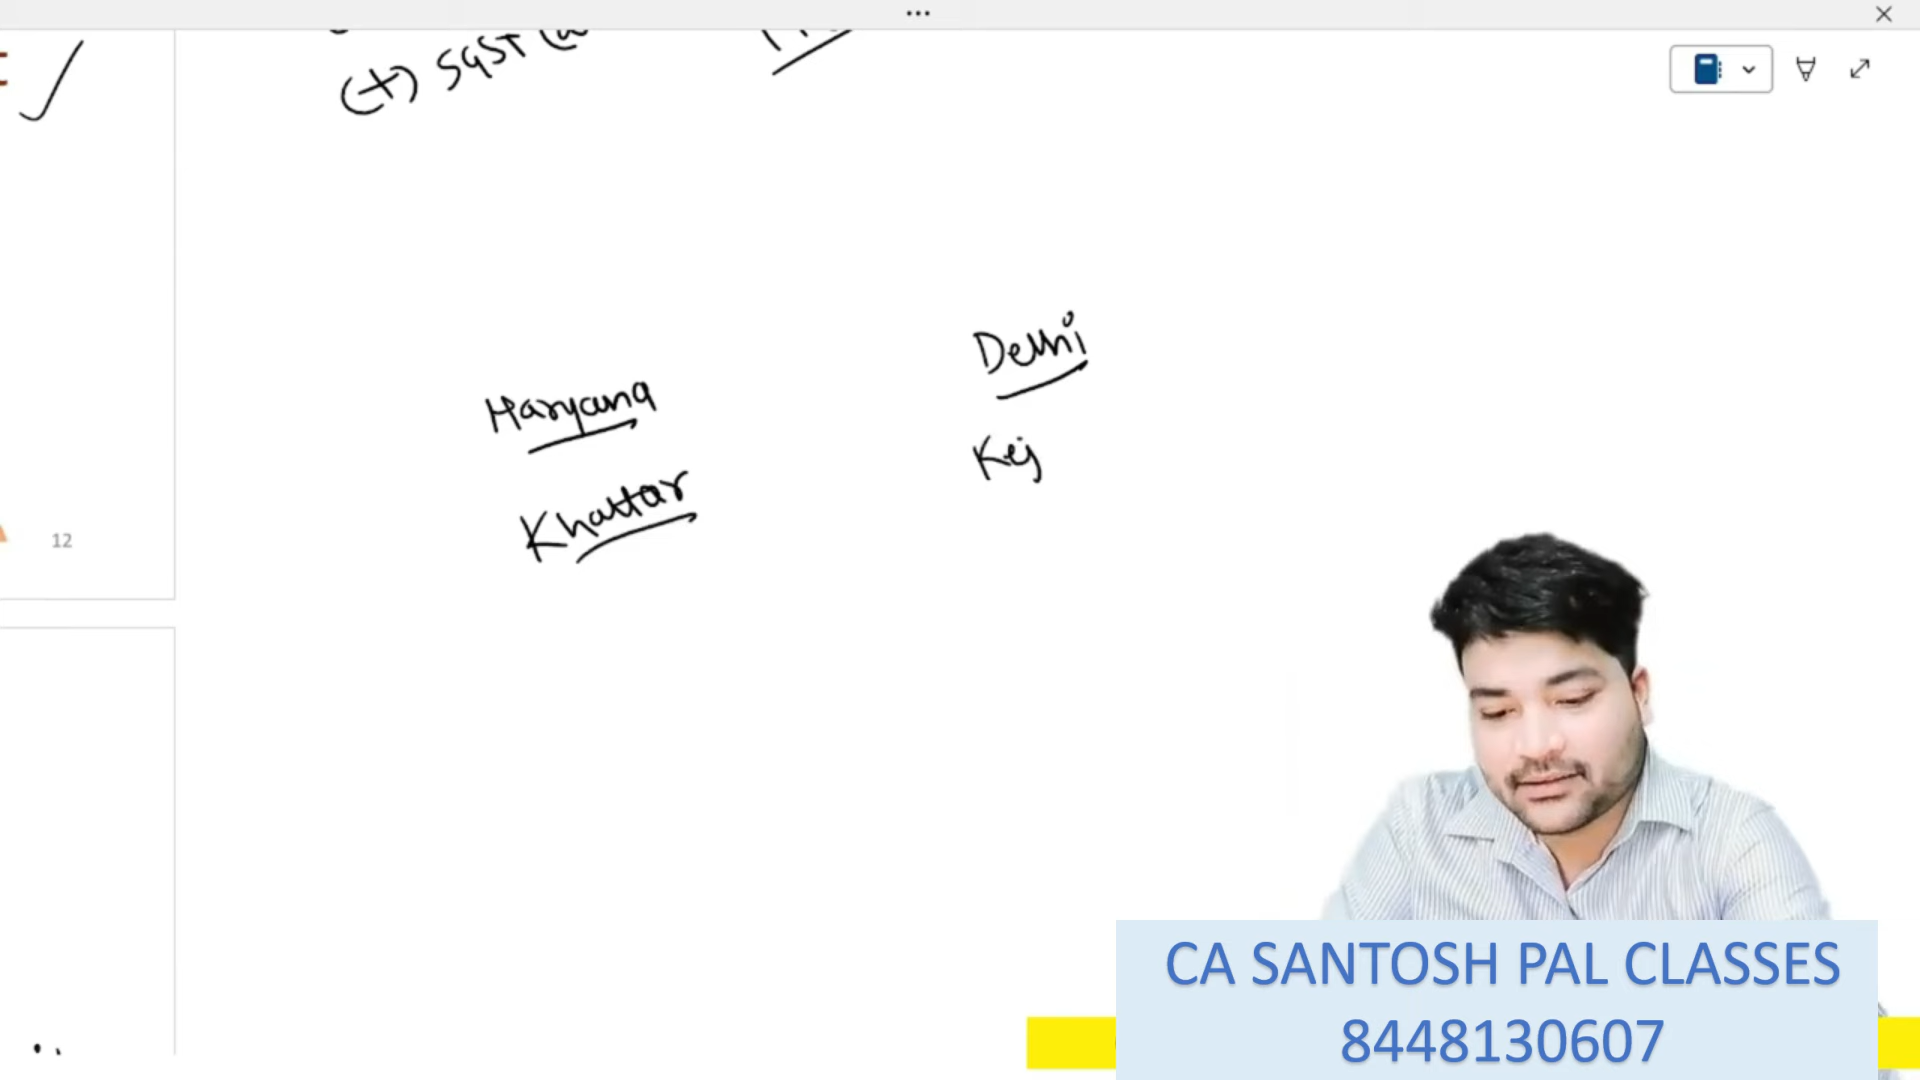 (+) SGST (a
Delhi
Haryana
Kej
Khattar
12
CA SANTOSH PAL CLASSES
8448130607